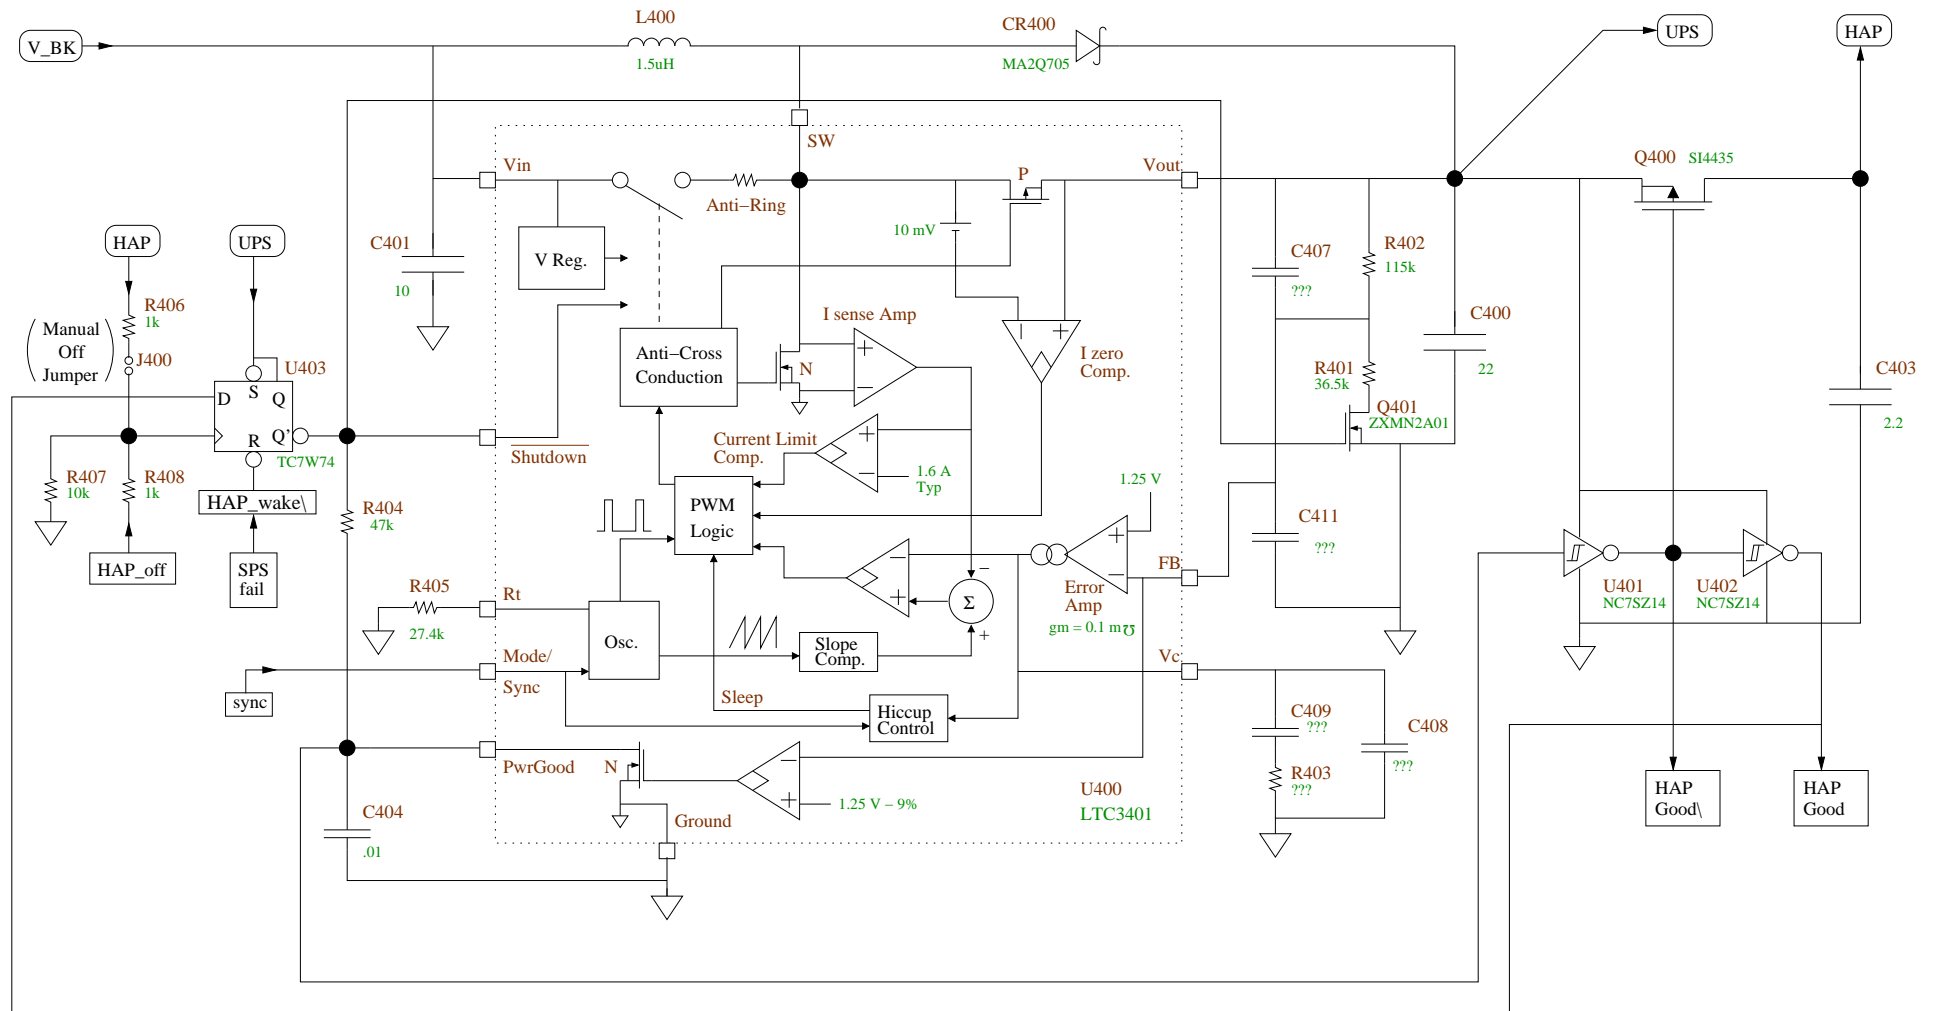 L400
CR400
V_BK
UPS
HAP
1.5uH
MA2Q705
SW
Vin
Vout
P
Q400
SI4435
Anti–Ring
HAP
UPS
C401
V Reg.
10 mV
C407
R402
115k
10
???
R406
1k
Manual
Off
Jumper
J400
U403
I sense Amp
C400
22
Anti–Cross
Conduction
N
I zero
Comp.
R401
36.5k
C403
2.2
D
S
Q
Q401
ZXMN2A01
R
Q'
TC7W74
Shutdown
Current Limit
Comp.
1.6 A
Typ
1.25 V
R407
10k
R408
1k
HAP_wake\
R404
47k
PWM
Logic
C411
???
HAP_off
SPS
fail
FB
Error
Amp
gm = 0.1 m℧
U401
NC7SZ14
U402
NC7SZ14
R405
27.4k
Rt
Osc.
Σ
–
+
Slope
Comp.
Mode/
Sync
sync
Sleep
Vc
Hiccup
Control
C409
???
C408
???
R403
???
PwrGood
N
1.25 V – 9%
U400
LTC3401
HAP
Good\
HAP
Good
C404
.01
Ground